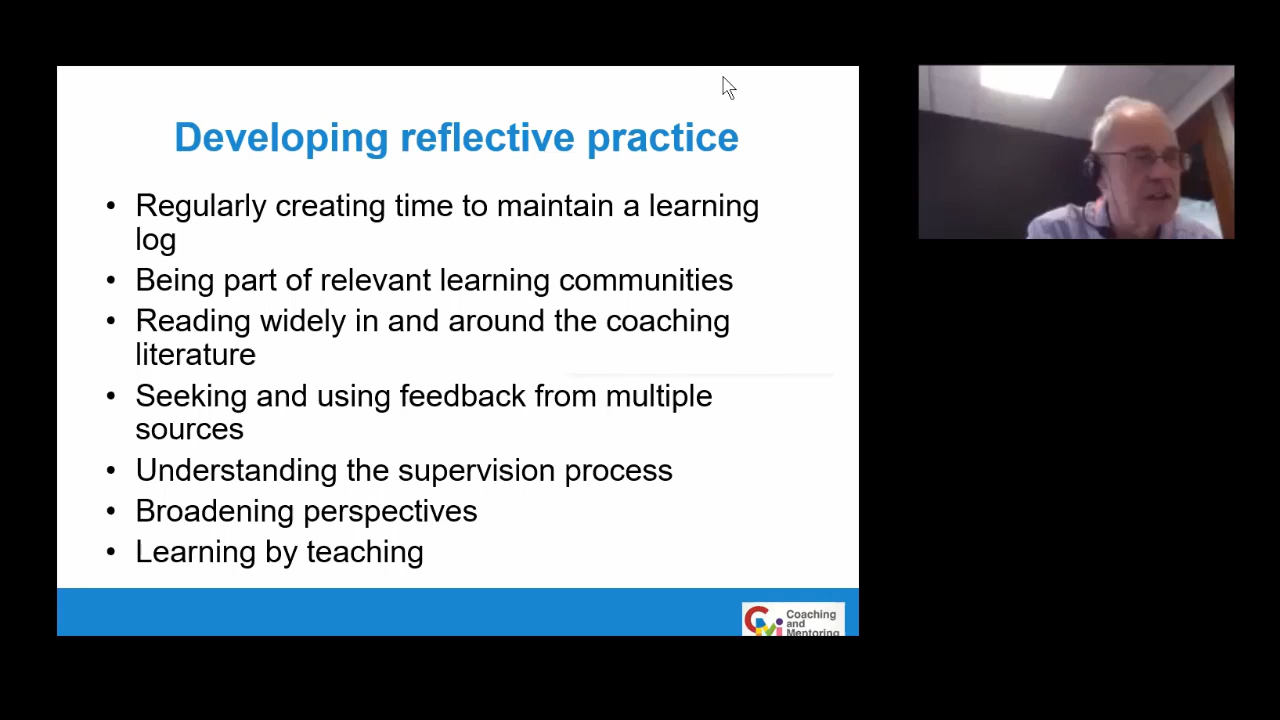 Developing reflective practice
• Regularly creating time to maintain a learning
log
• Being part of relevant learning communities
• Reading widely in and around the coaching
literature
• Seeking and using feedback from multiple
sources
• Understanding the supervision process
• Broadening perspectives
• Learning by teaching
Coaching
and
Mentoring